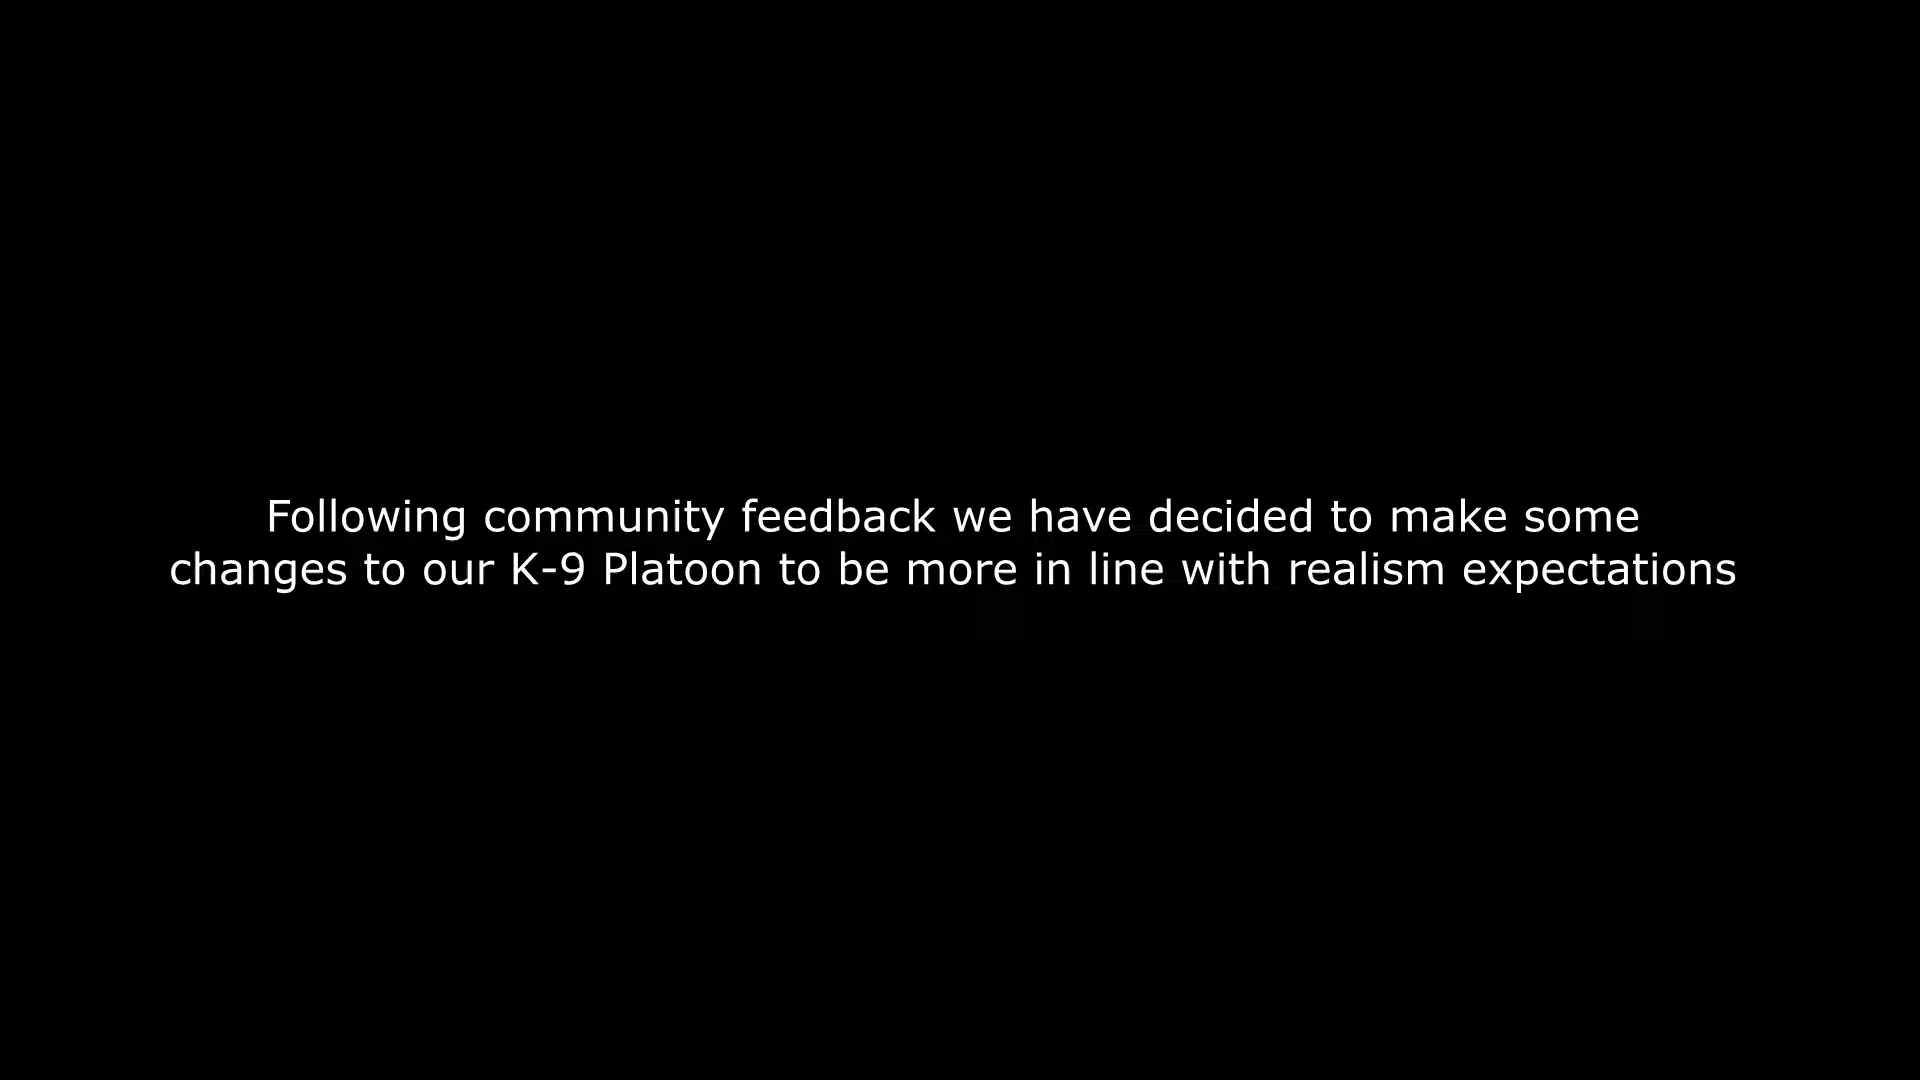 Following community feedback we have decided to make some
changes to our K-9 Platoon to be more in line with realism expectations